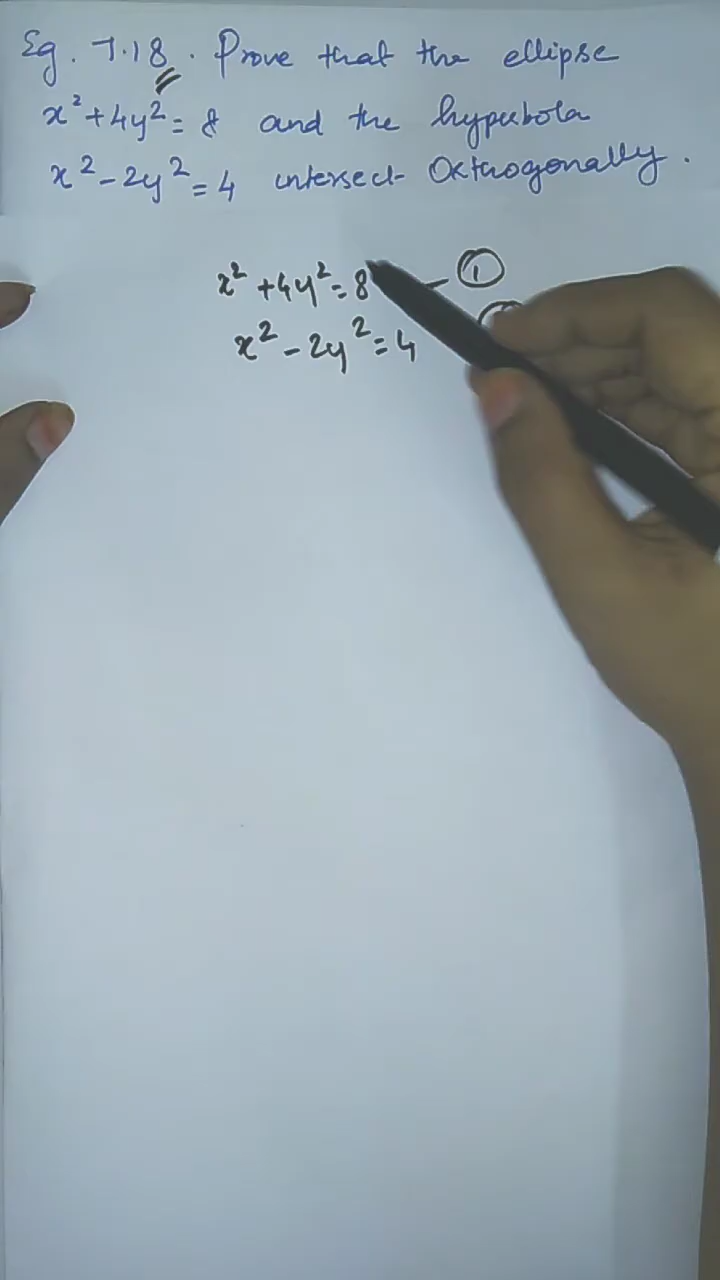 Eg. 7.18. Prove that the ellipse
x² + 4y² = 8 and the hyperbola
x² - 2y² = 4 intersect Orthogonally.
x² + 4y² = 8 — ①
x² - 2y² = 4